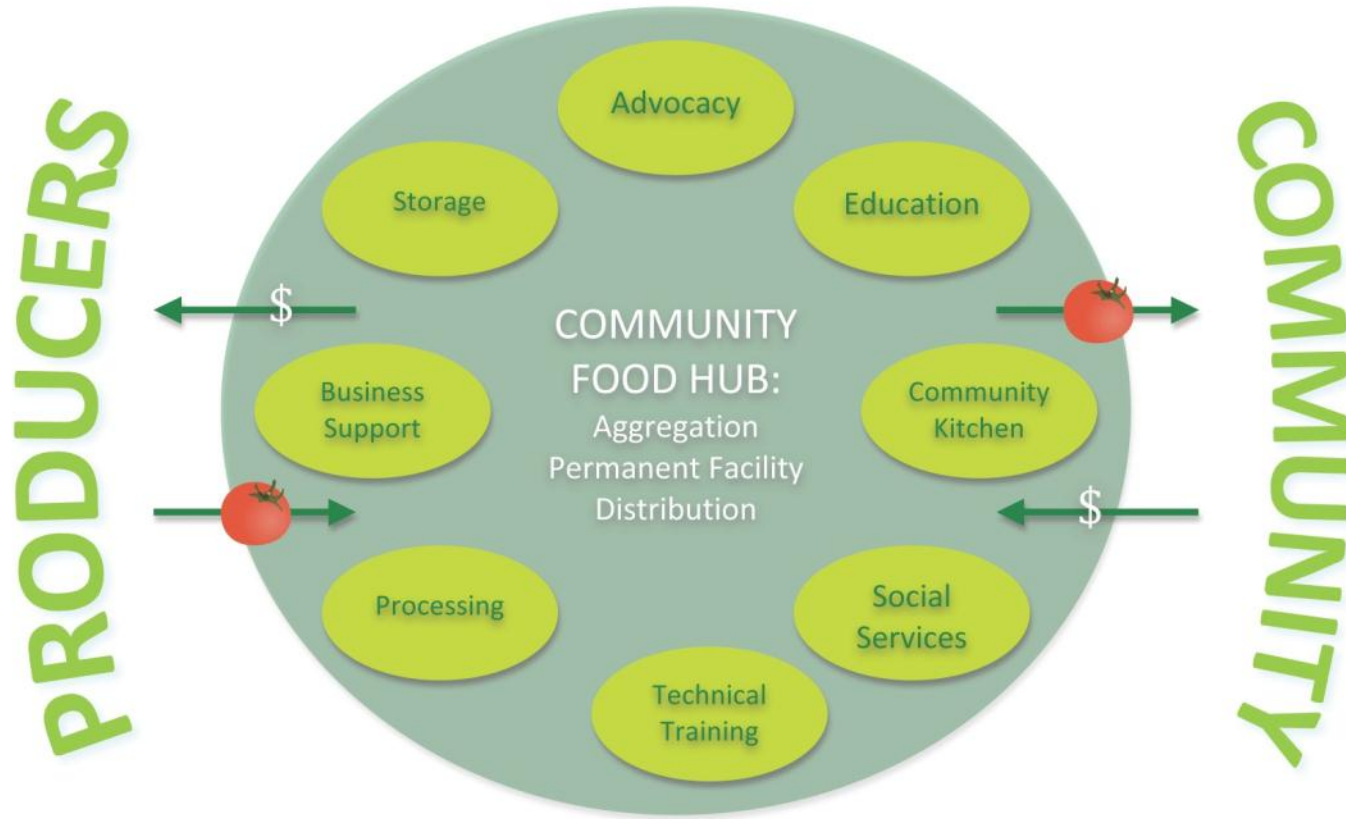 PRODUCERS
Advocacy
Storage
Education
$
COMMUNITY
FOOD HUB:
Aggregation
Permanent Facility
Distribution
Business
Support
Community
Kitchen
$
Processing
Social
Services
Technical
Training
COMMUNITY